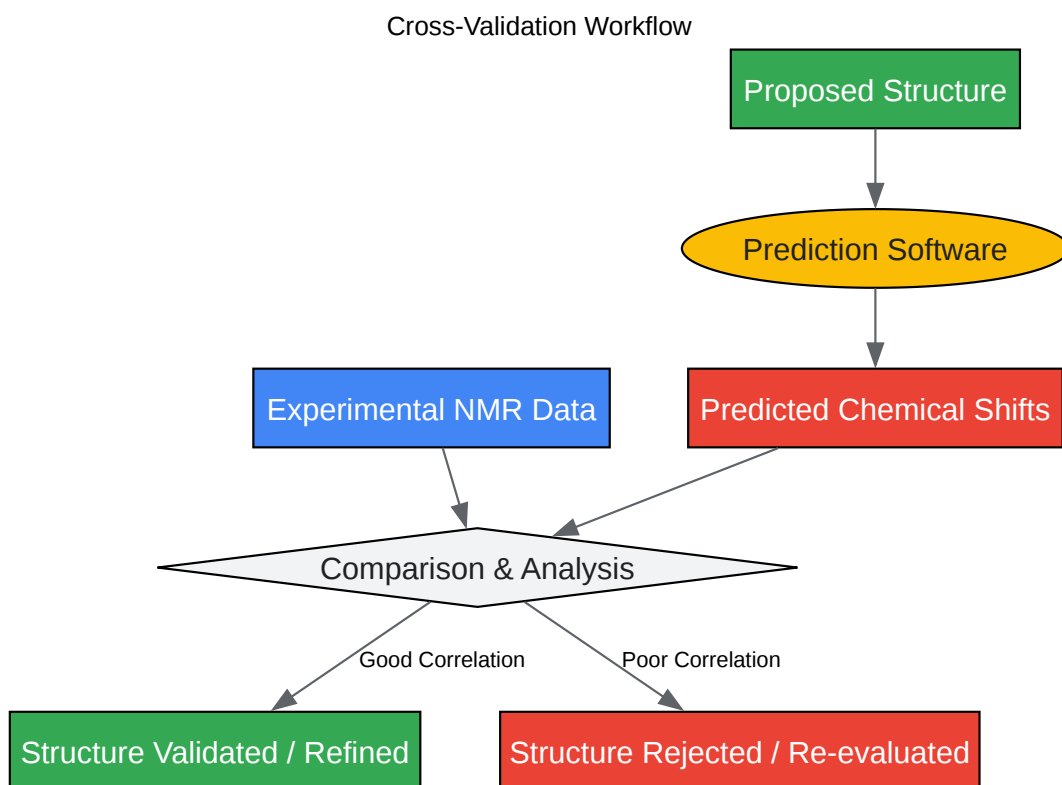 Cross-Validation Workflow
Proposed Structure
Prediction Software
Experimental NMR Data
Predicted Chemical Shifts
Comparison & Analysis
Good Correlation
Poor Correlation
Structure Validated / Refined
Structure Rejected / Re-evaluated